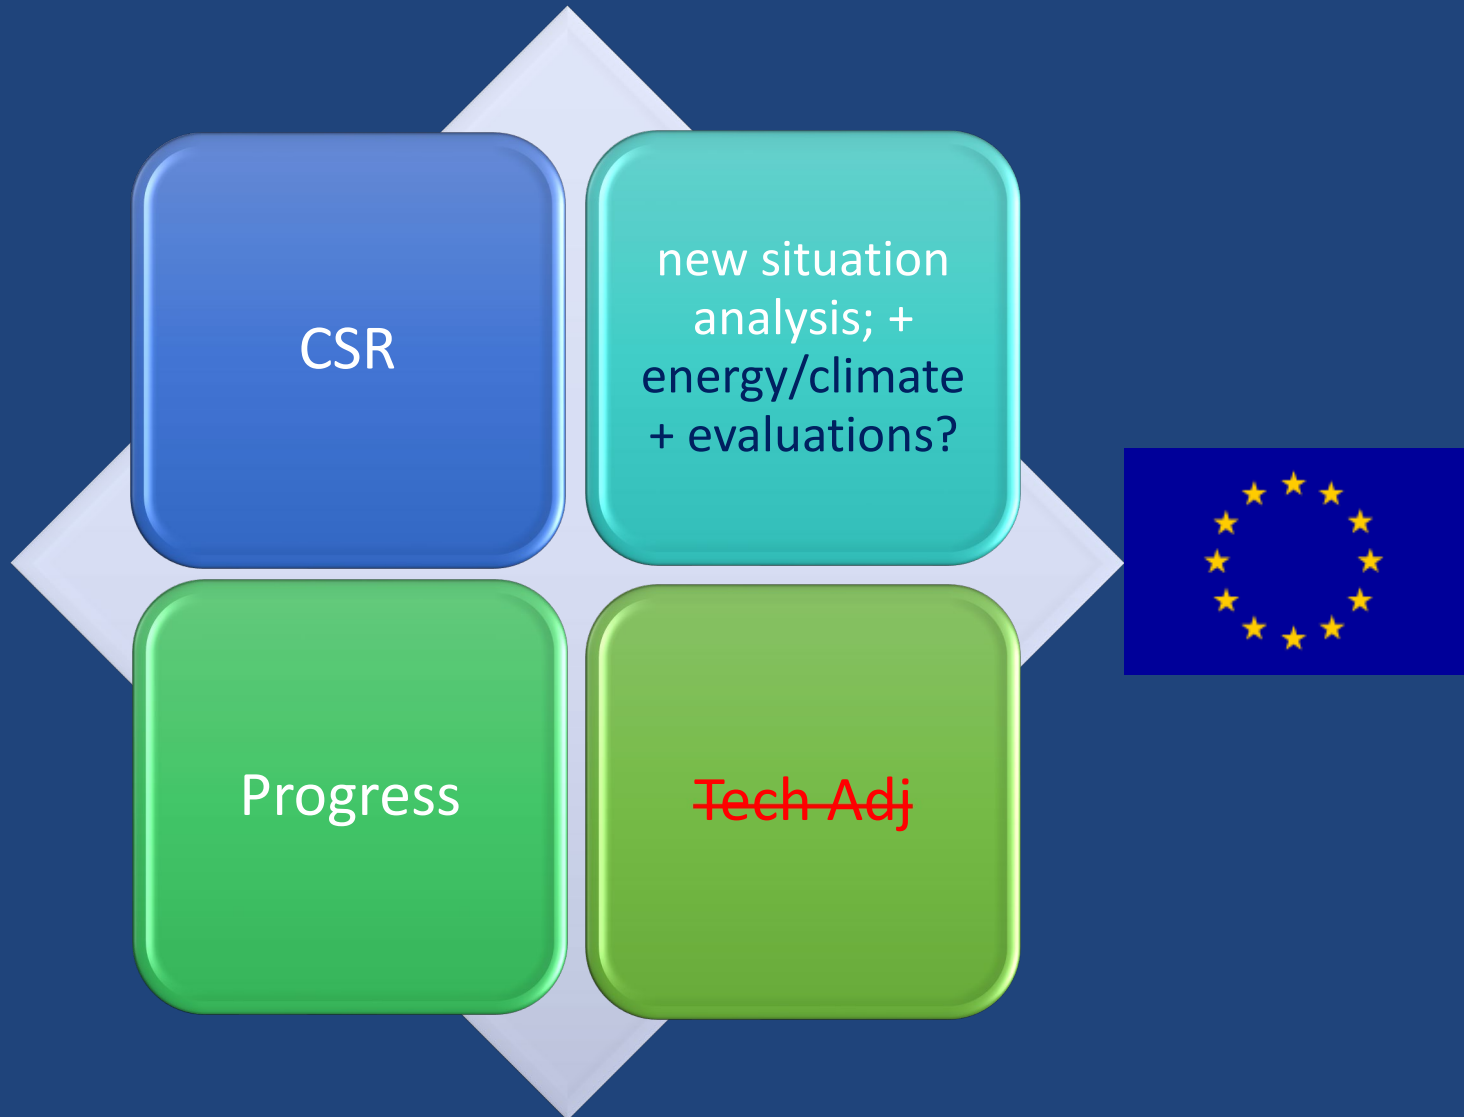 CSR
new situation
analysis; +
energy/climate
+ evaluations?
Progress
Tech Adj